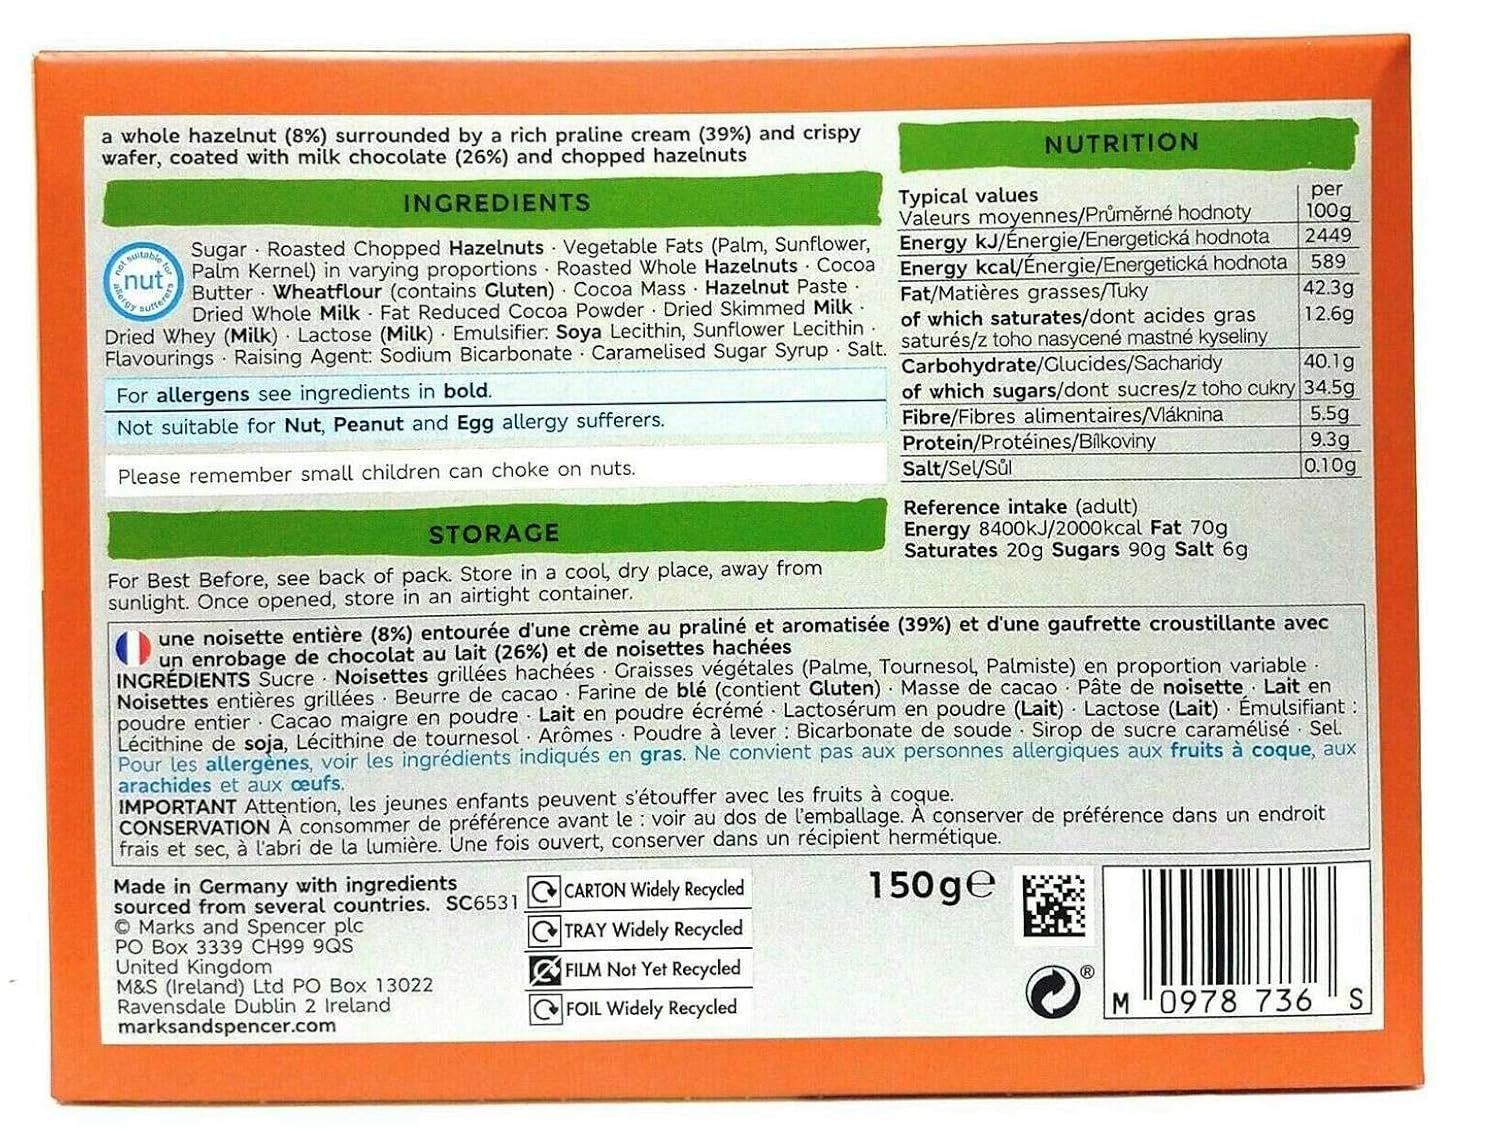 a whole hazelnut (8%) surrounded by a rich praline cream (39%) and crispy
wafer, coated with milk chocolate (26%) and chopped hazelnuts
INGREDIENTS
not suitable for
nut
allergy sufferers
Sugar · Roasted Chopped Hazelnuts · Vegetable Fats (Palm, Sunflower,
Palm Kernel) in varying proportions · Roasted Whole Hazelnuts · Cocoa
Butter · Wheatflour (contains Gluten) · Cocoa Mass · Hazelnut Paste ·
Dried Whole Milk · Fat Reduced Cocoa Powder · Dried Skimmed Milk ·
Dried Whey (Milk) · Lactose (Milk) · Emulsifier: Soya Lecithin, Sunflower Lecithin ·
Flavourings · Raising Agent: Sodium Bicarbonate · Caramelised Sugar Syrup · Salt.
For allergens see ingredients in bold.
Not suitable for Nut, Peanut and Egg allergy sufferers.
Please remember small children can choke on nuts.
STORAGE
For Best Before, see back of pack. Store in a cool, dry place, away from
sunlight. Once opened, store in an airtight container.
NUTRITION
Typical values per
Valeurs moyennes/Průměrné hodnoty 100g
Energy kJ/Énergie/Energetická hodnota 2449
Energy kcal/Énergie/Energetická hodnota 589
Fat/Matières grasses/Tuky 42.3g
of which saturates/dont acides gras 12.6g
saturés/z toho nasycené mastné kyseliny
Carbohydrate/Glucides/Sacharidy 40.1g
of which sugars/dont sucres/z toho cukry 34.5g
Fibre/Fibres alimentaires/Vláknina 5.5g
Protein/Protéines/Bílkoviny 9.3g
Salt/Sel/Sůl 0.10g
Reference intake (adult)
Energy 8400kJ/2000kcal Fat 70g
Saturates 20g Sugars 90g Salt 6g
une noisette entière (8%) entourée d'une crème au praliné et aromatisée (39%) et d'une gaufrette croustillante avec
un enrobage de chocolat au lait (26%) et de noisettes hachées
INGRÉDIENTS Sucre · Noisettes grillées hachées · Graisses végétales (Palme, Tournesol, Palmiste) en proportion variable ·
Noisettes entières grillées · Beurre de cacao · Farine de blé (contient Gluten) · Masse de cacao · Pâte de noisette · Lait en
poudre entier · Cacao maigre en poudre · Lait en poudre écrémé · Lactosérum en poudre (Lait) · Lactose (Lait) · Émulsifiant :
Lécithine de soja, Lécithine de tournesol · Arômes · Poudre à lever : Bicarbonate de soude · Sirop de sucre caramélisé · Sel.
Pour les allergènes, voir les ingrédients indiqués en gras. Ne convient pas aux personnes allergiques aux fruits à coque, aux
arachides et aux œufs.
IMPORTANT Attention, les jeunes enfants peuvent s'étouffer avec les fruits à coque.
CONSERVATION À consommer de préférence avant le : voir au dos de l'emballage. À conserver de préférence dans un endroit
frais et sec, à l'abri de la lumière. Une fois ouvert, conserver dans un récipient hermétique.
Made in Germany with ingredients
sourced from several countries. SC6531
© Marks and Spencer plc
PO Box 3339 CH99 9QS
United Kingdom
M&S (Ireland) Ltd PO Box 13022
Ravensdale Dublin 2 Ireland
marksandspencer.com
CARTON Widely Recycled
TRAY Widely Recycled
FILM Not Yet Recycled
FOIL Widely Recycled
150g℮
®
M 0978 736 S